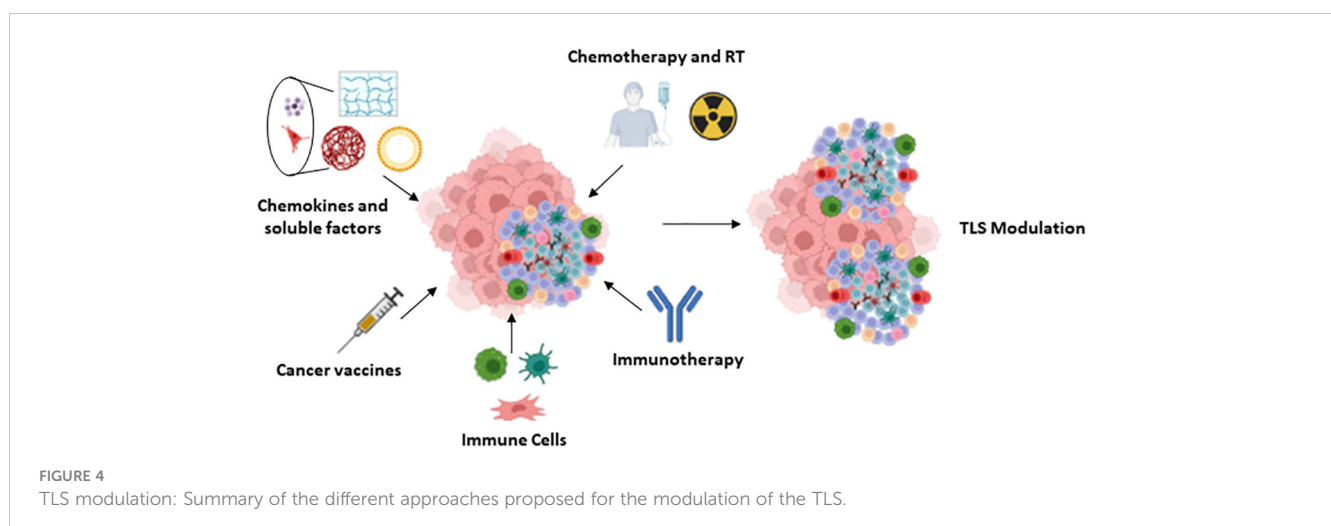 Chemotherapy and RT
Chemokines and
soluble factors
TLS Modulation
Cancer vaccines
Immunotherapy
Immune Cells
FIGURE 4
TLS modulation: Summary of the different approaches proposed for the modulation of the TLS.